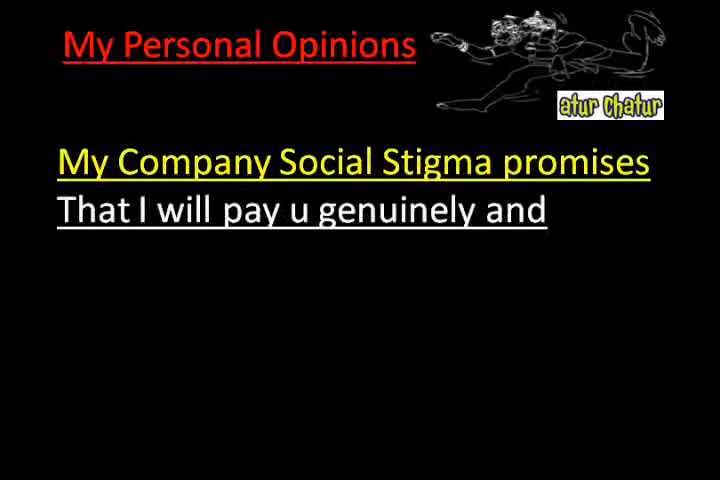 My Personal Opinions
atur chatur
My Company Social Stigma promises
That I will pay u genuinely and